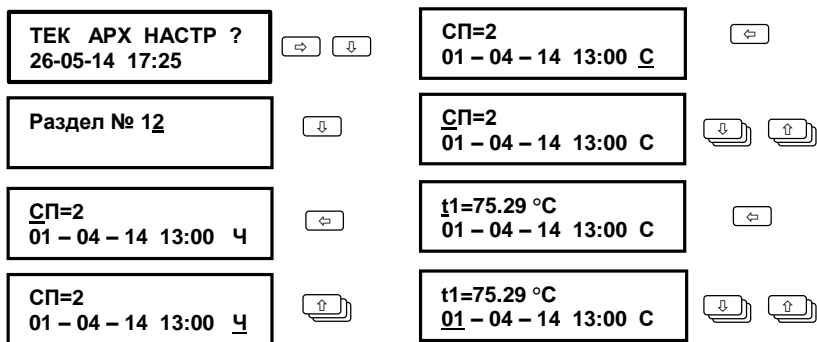 ТЕК АРХ НАСТР ?
26-05-14 17:25
Раздел № 12
СП=2
01 – 04 – 14 13:00 Ч
СП=2
01 – 04 – 14 13:00 Ч
СП=2
01 – 04 – 14 13:00 С
СП=2
01 – 04 – 14 13:00 С
t1=75.29 °C
01 – 04 – 14 13:00 С
t1=75.29 °C
01 – 04 – 14 13:00 С